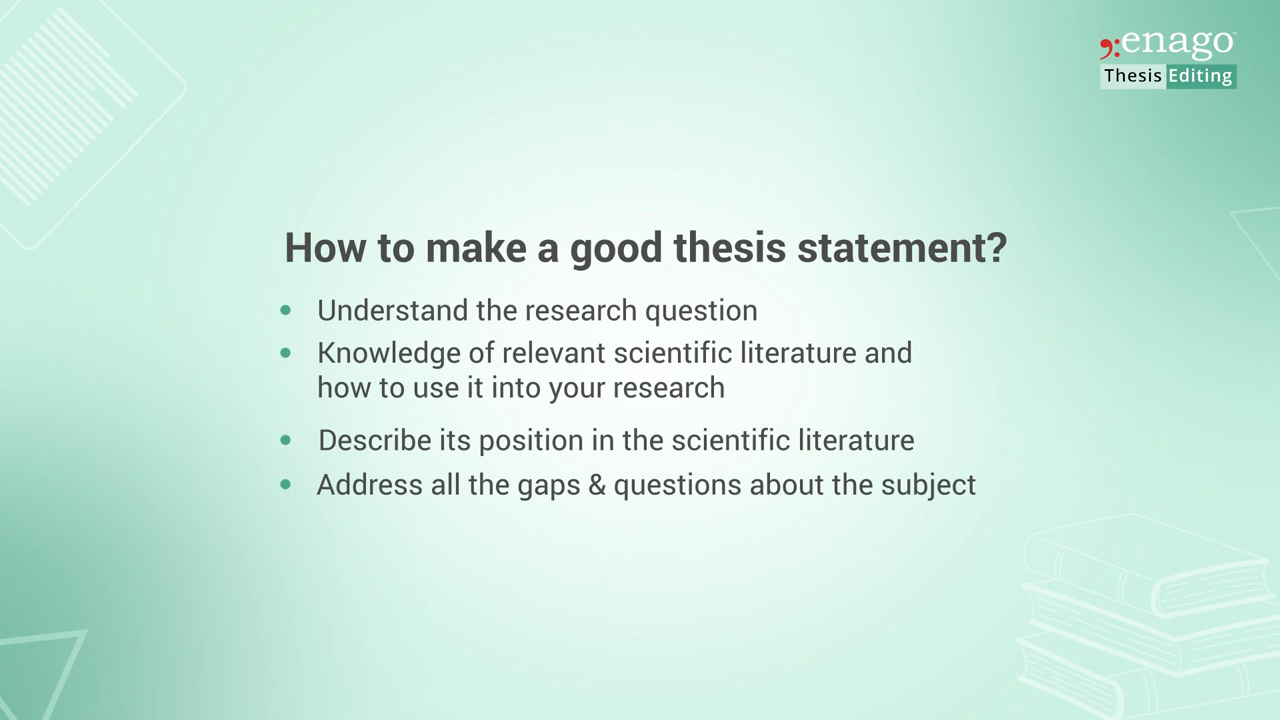 enago
Thesis Editing
How to make a good thesis statement?
• Understand the research question
• Knowledge of relevant scientific literature and
how to use it into your research
• Describe its position in the scientific literature
• Address all the gaps & questions about the subject